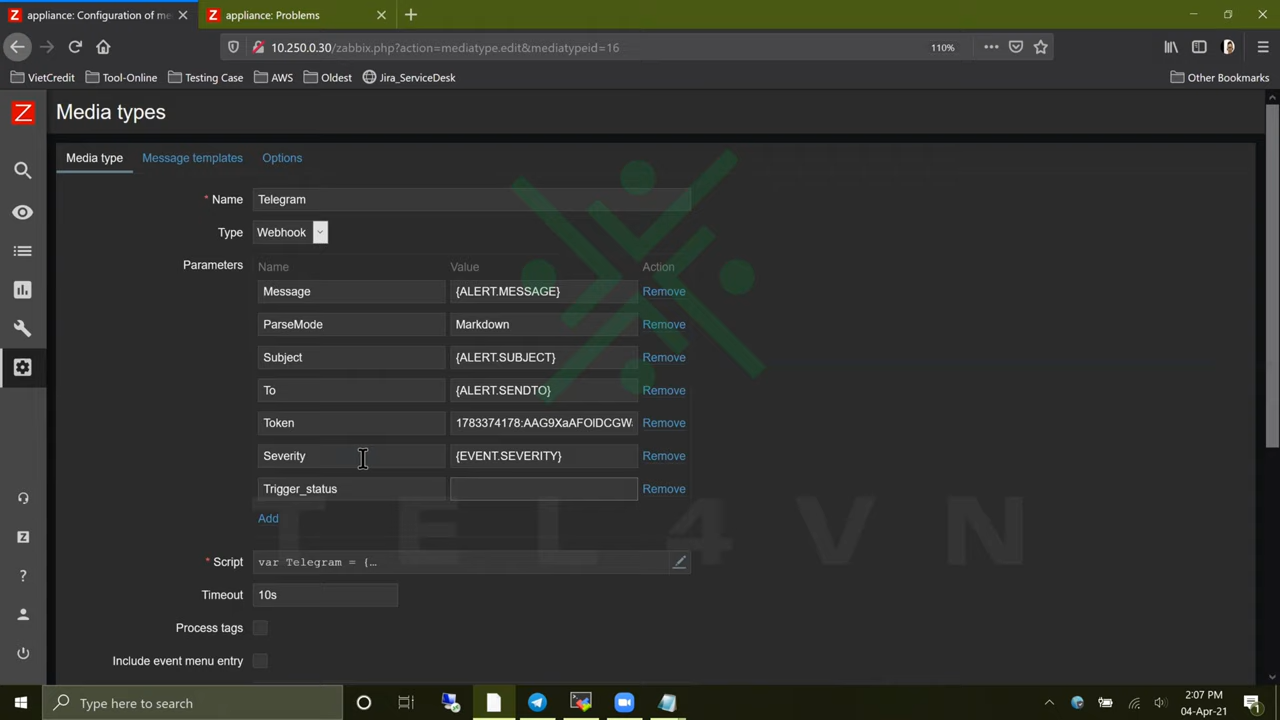 appliance: Configuration of me
appliance: Problems
10.250.0.30/zabbix.php?action=mediatype.edit&mediatypeid=16
110%
VietCredit
Tool-Online
Testing Case
AWS
Oldest
Jira_ServiceDesk
Other Bookmarks
Z
Media types
Media type
Message templates
Options
* Name
Telegram
Type
Webhook
Parameters
Name
Value
Action
Message
{ALERT.MESSAGE}
Remove
ParseMode
Markdown
Remove
Subject
{ALERT.SUBJECT}
Remove
To
{ALERT.SENDTO}
Remove
Token
1783374178:AAG9XaAFOlDCGW
Remove
Severity
{EVENT.SEVERITY}
Remove
Trigger_status
Remove
Add
TEL4VN
* Script
var Telegram = {…
Timeout
10s
Process tags
Include event menu entry
Type here to search
2:07 PM
04-Apr-21